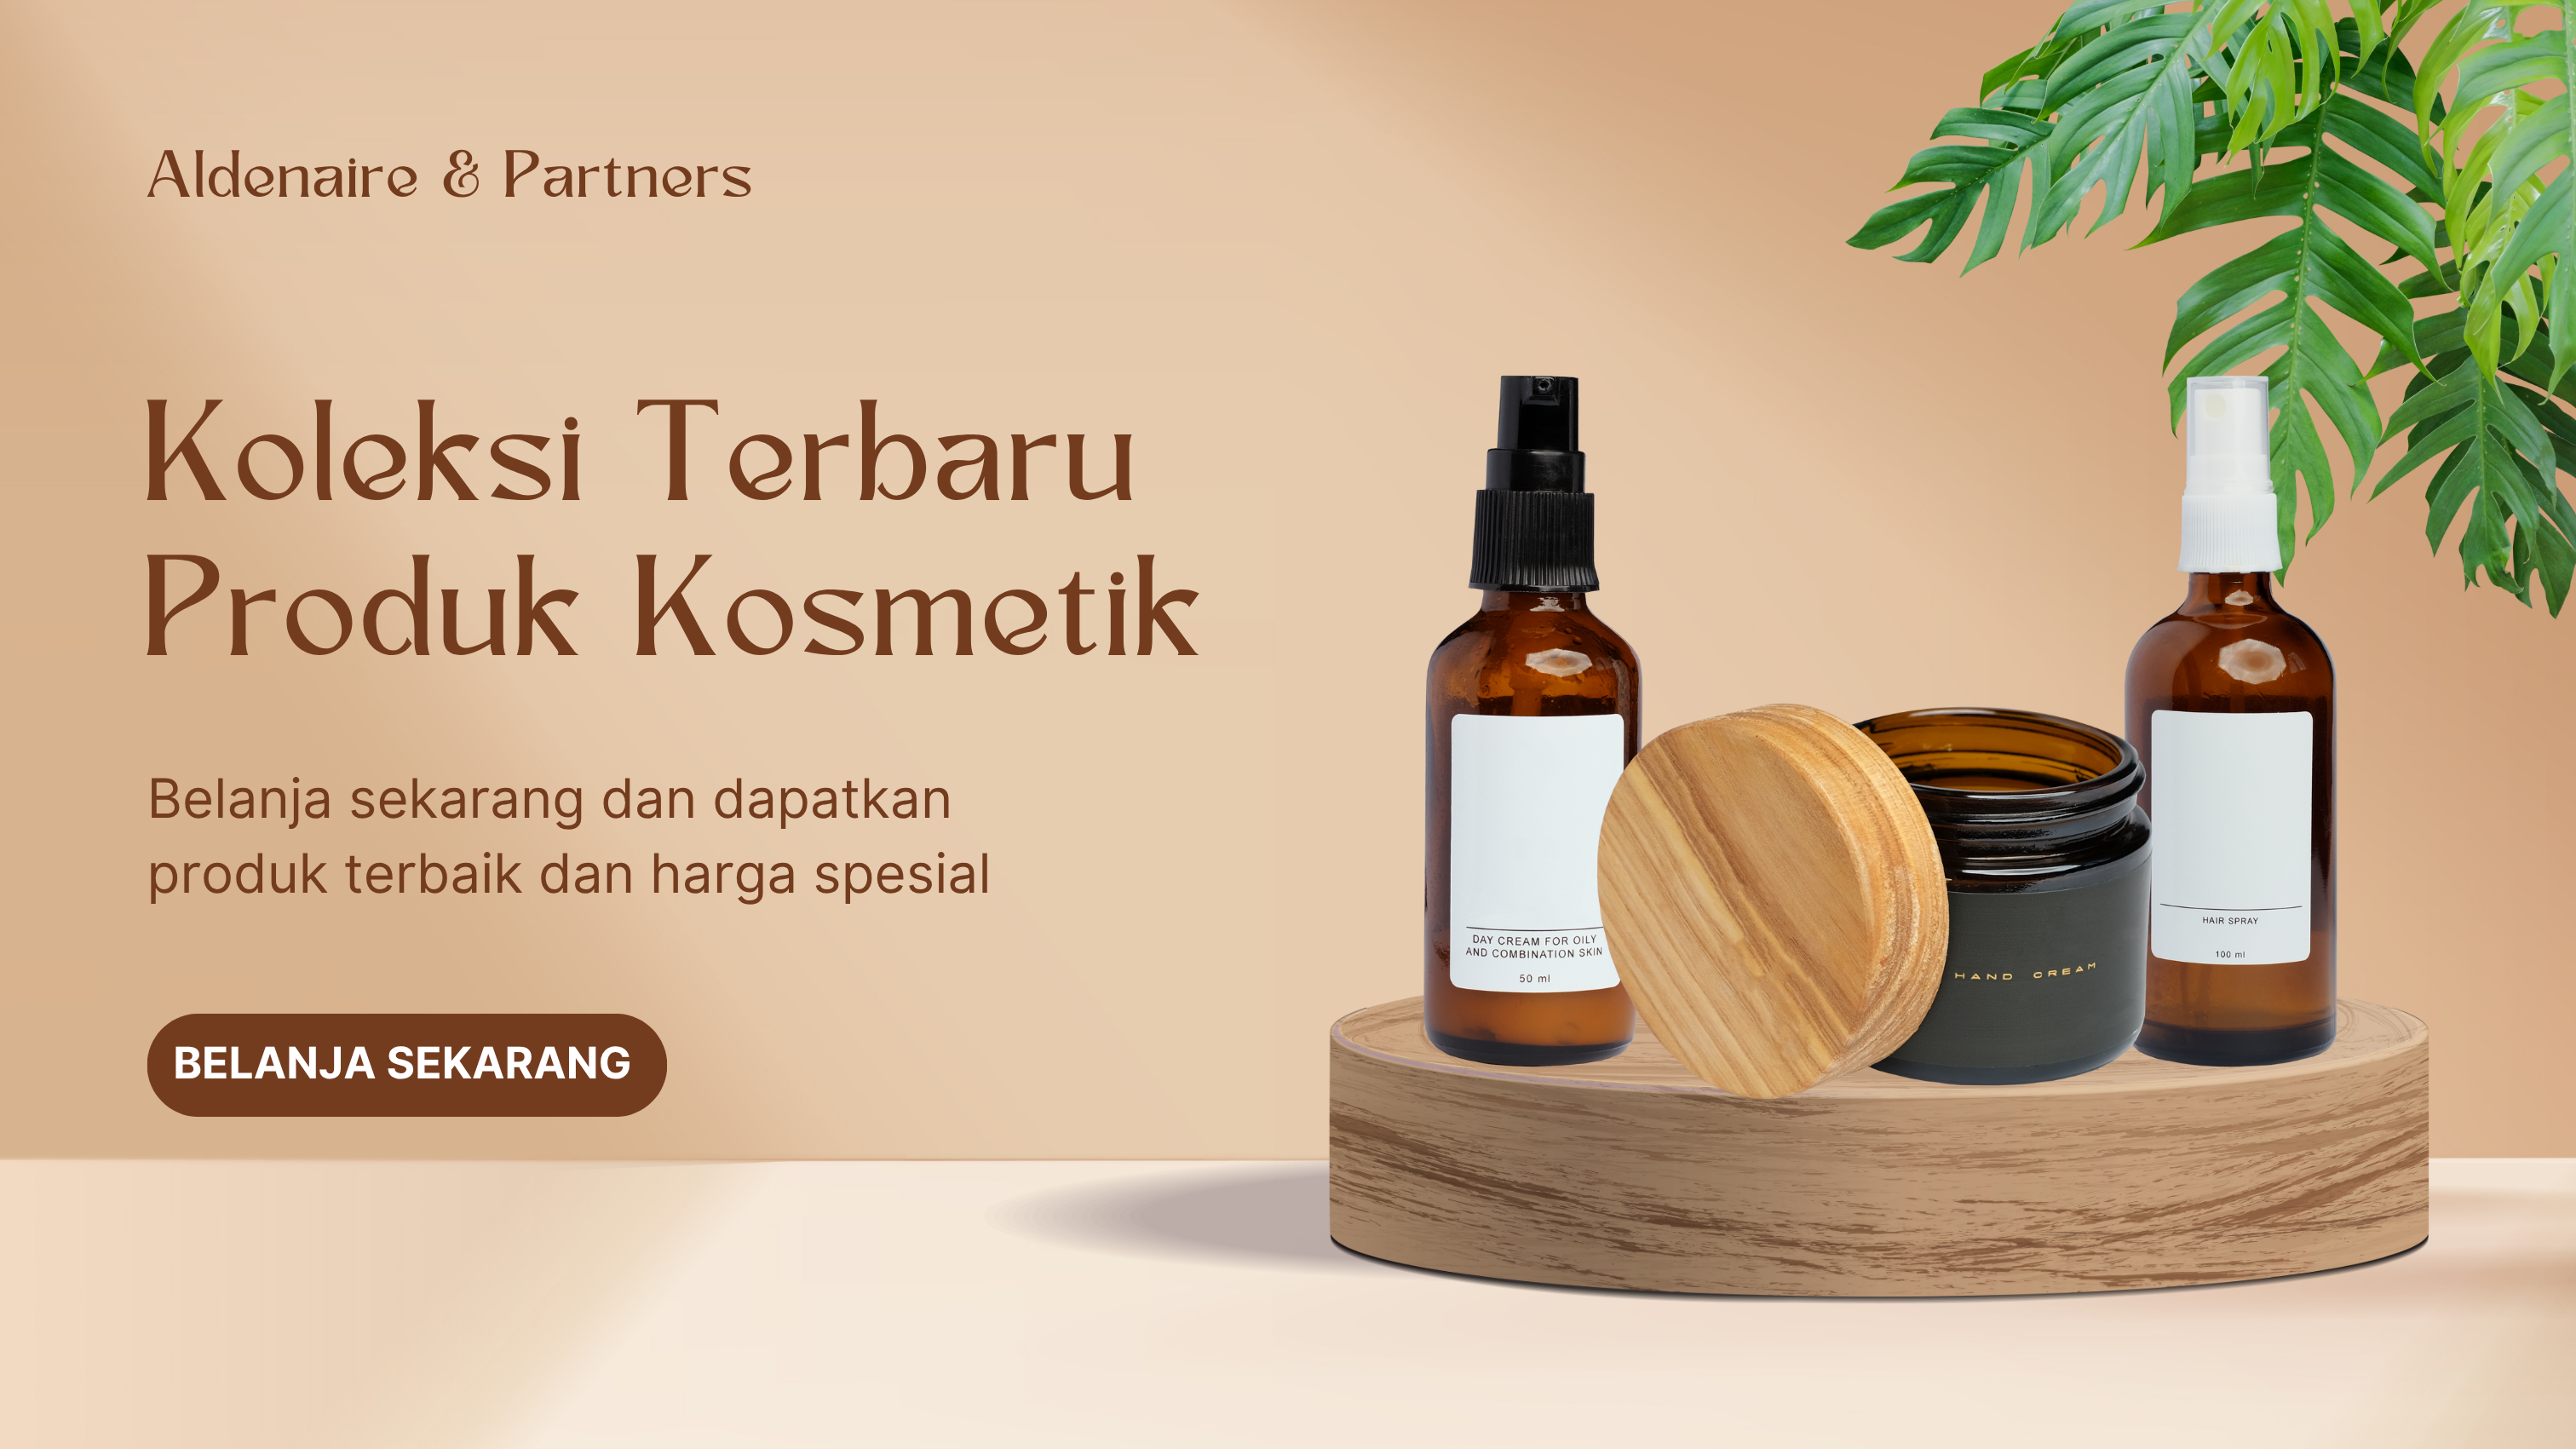 Aldenaire & Partners
Koleksi Terbaru
Produk Kosmetik
Belanja sekarang dan dapatkan
produk terbaik dan harga spesial
BELANJA SEKARANG
DAY CREAM FOR OILY
AND COMBINATION SKIN
50 ml
HAND CREAM
HAIR SPRAY
100 ml